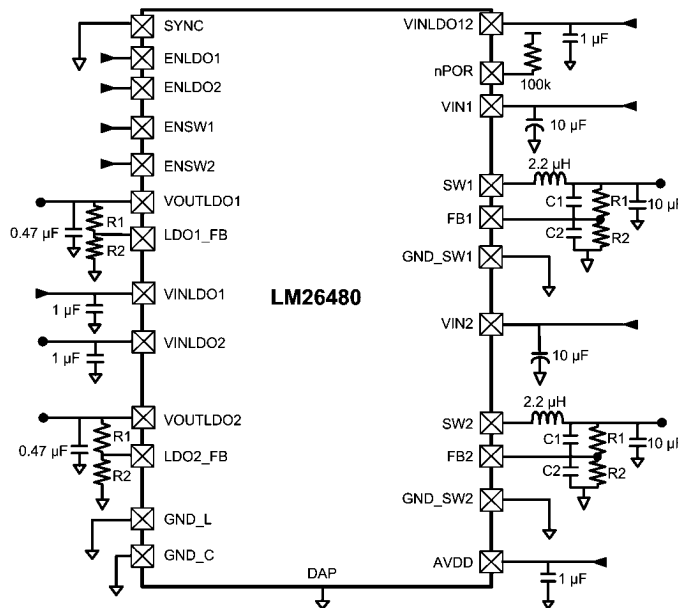 SYNC
ENLDO1
ENLDO2
ENSW1
ENSW2
VOUTLDO1
R1
0.47 µF
R2
LDO1_FB
VINLDO1
1 µF
VINLDO2
1 µF
VOUTLDO2
R1
0.47 µF
R2
LDO2_FB
GND_L
GND_C
LM26480
DAP
VINLDO12
1 µF
nPOR
100k
VIN1
10 µF
2.2 µH
SW1
C1
R1
10 µF
FB1
C2
R2
GND_SW1
VIN2
10 µF
2.2 µH
SW2
C1
R1
10 µF
FB2
C2
R2
GND_SW2
AVDD
1 µF